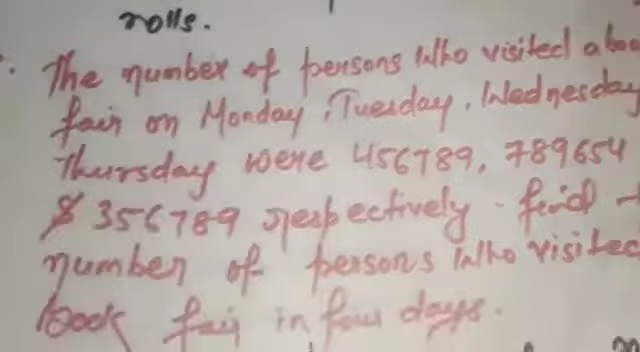 rolls.
The number of persons who visited a boo
fair on Monday, Tuesday, Wednesday
Thursday were 456789, 789654
& 356789 respectively. find
number of persons who visited
book fair in four days.